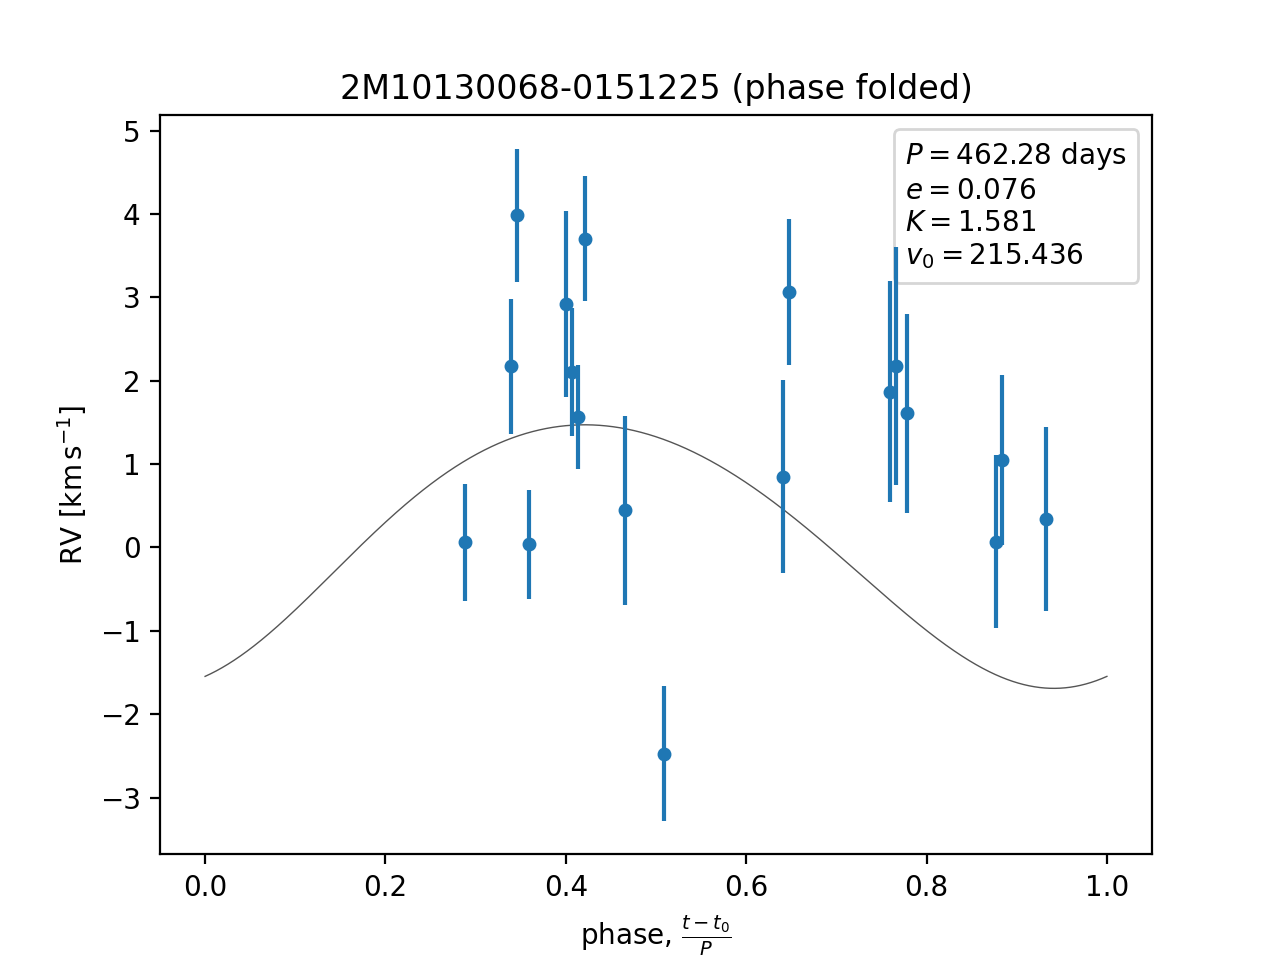 2M10130068-0151225 (phase folded)
P = 462.28 days
e = 0.076
K = 1.581
v₀ = 215.436
5
4
3
2
1
0
−1
−2
−3
RV [km s⁻¹]
0.0 0.2 0.4 0.6 0.8 1.0
phase, (t − t₀)/P